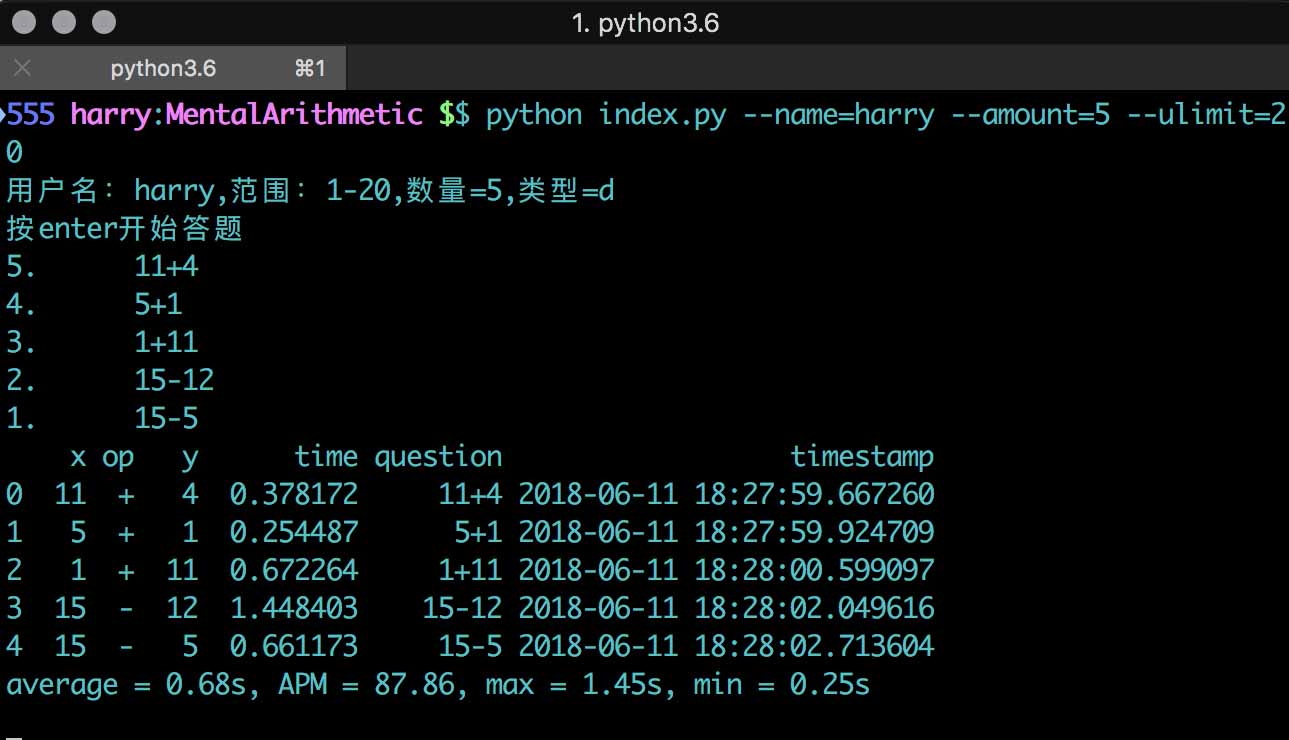 1. python3.6
python3.6 ⌘1
555 harry:MentalArithmetic $$ python index.py --name=harry --amount=5 --ulimit=2
0
用户名：harry,范围：1-20,数量=5,类型=d
按enter开始答题
5. 11+4
4. 5+1
3. 1+11
2. 15-12
1. 15-5
x op y time question timestamp
0 11 + 4 0.378172 11+4 2018-06-11 18:27:59.667260
1 5 + 1 0.254487 5+1 2018-06-11 18:27:59.924709
2 1 + 11 0.672264 1+11 2018-06-11 18:28:00.599097
3 15 - 12 1.448403 15-12 2018-06-11 18:28:02.049616
4 15 - 5 0.661173 15-5 2018-06-11 18:28:02.713604
average = 0.68s, APM = 87.86, max = 1.45s, min = 0.25s